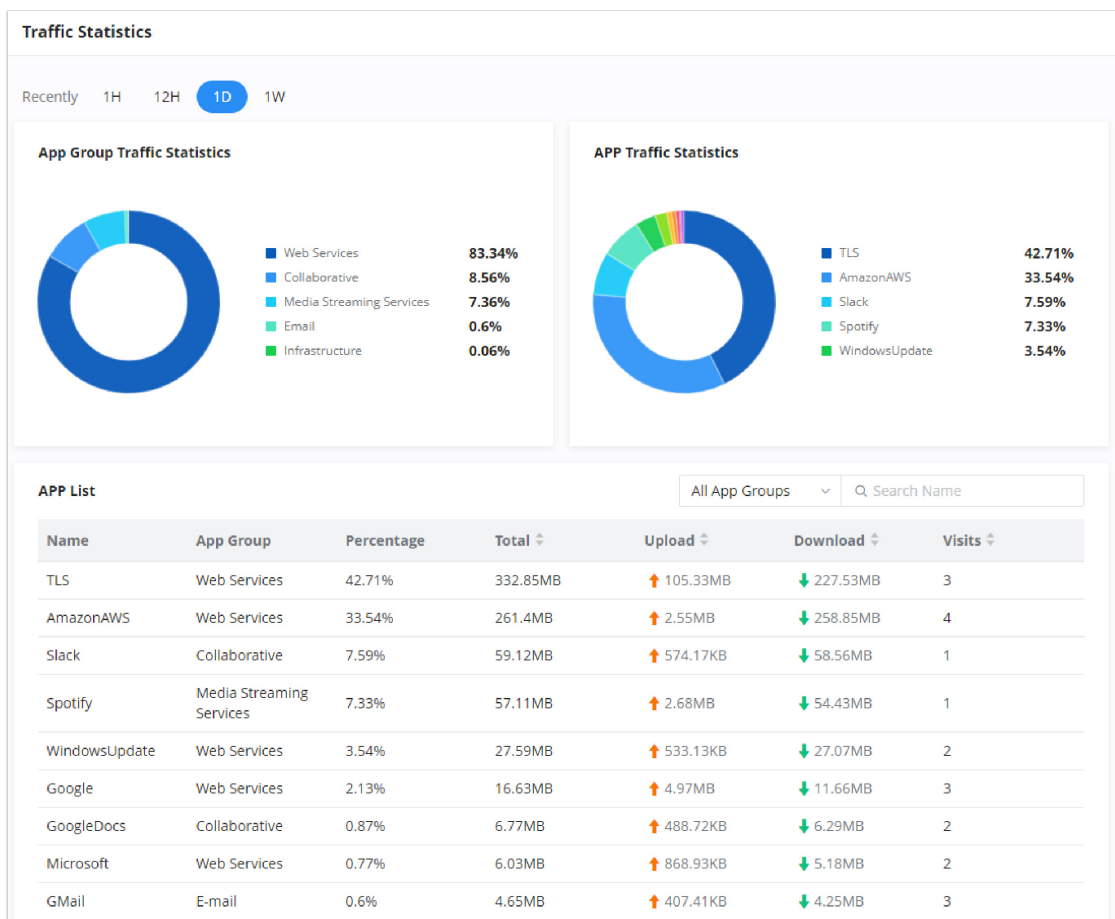 Traffic Statistics
Recently 1H 12H 1D 1W
App Group Traffic Statistics
Web Services 83.34%
Collaborative 8.56%
Media Streaming Services 7.36%
Email 0.6%
Infrastructure 0.06%
APP Traffic Statistics
TLS 42.71%
AmazonAWS 33.54%
Slack 7.59%
Spotify 7.33%
WindowsUpdate 3.54%
APP List
All App Groups Search Name
Name App Group Percentage Total Upload Download Visits
TLS Web Services 42.71% 332.85MB 105.33MB 227.53MB 3
AmazonAWS Web Services 33.54% 261.4MB 2.55MB 258.85MB 4
Slack Collaborative 7.59% 59.12MB 574.17KB 58.56MB 1
Spotify Media Streaming Services 7.33% 57.11MB 2.68MB 54.43MB 1
WindowsUpdate Web Services 3.54% 27.59MB 533.13KB 27.07MB 2
Google Web Services 2.13% 16.63MB 4.97MB 11.66MB 3
GoogleDocs Collaborative 0.87% 6.77MB 488.72KB 6.29MB 2
Microsoft Web Services 0.77% 6.03MB 868.93KB 5.18MB 2
GMail E-mail 0.6% 4.65MB 407.41KB 4.25MB 3